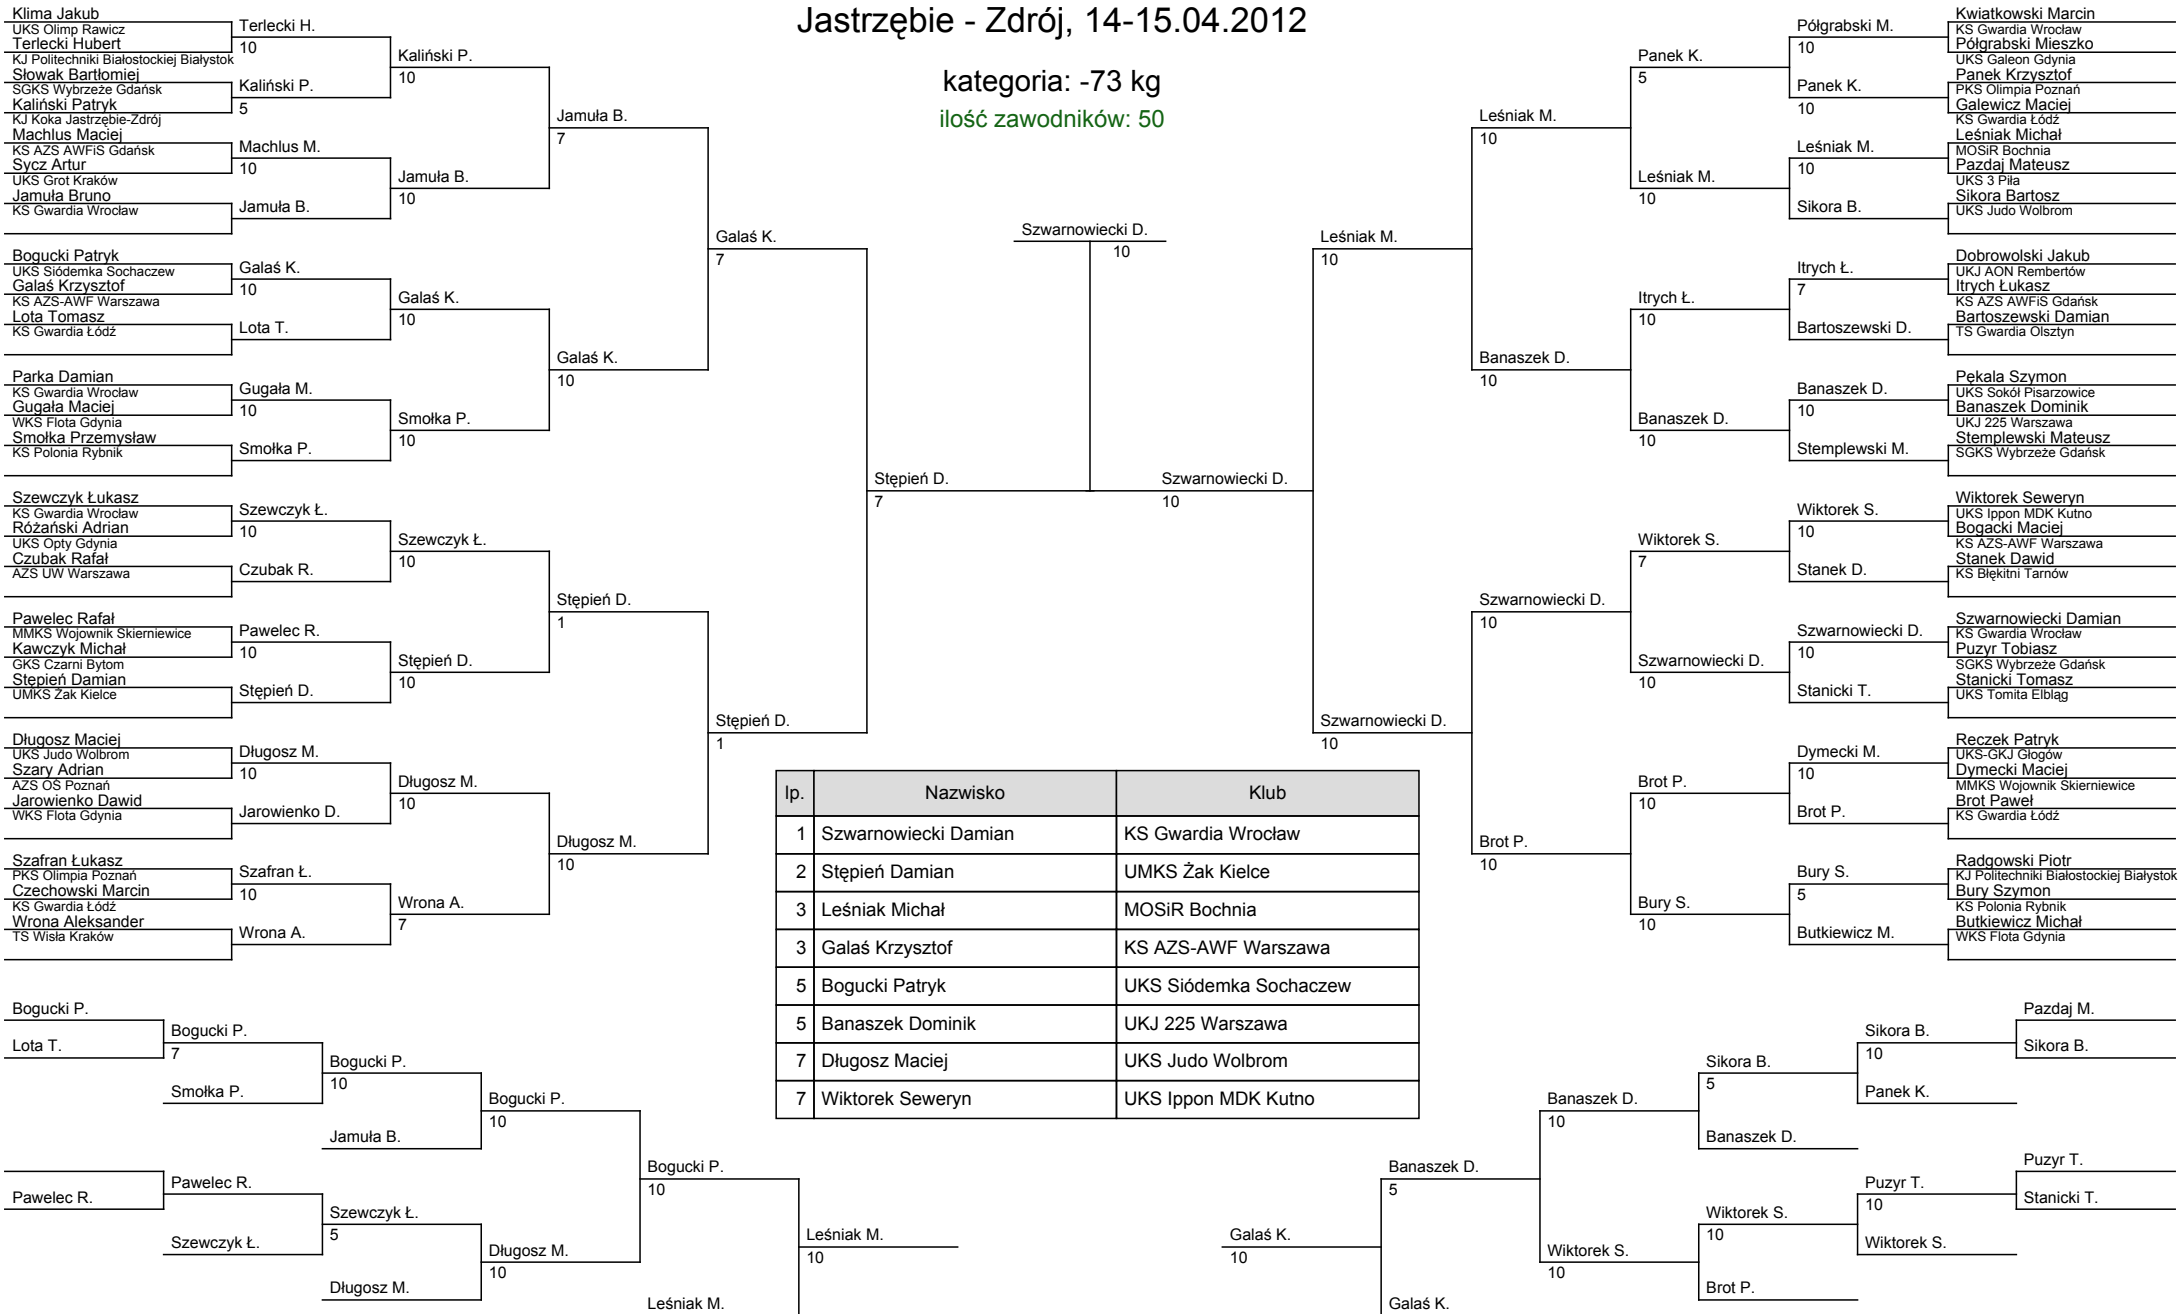 Jastrzębie - Zdrój, 14-15.04.2012
kategoria: -73 kg
ilość zawodników: 50
Klima Jakub
UKS Olimp Rawicz
Terlecki Hubert
KJ Politechniki Białostockiej Białystok
Słowak Bartłomiej
SGKS Wybrzeże Gdańsk
Kaliński Patryk
KJ Koka Jastrzębie-Zdrój
Machlus Maciej
KS AZS AWFiS Gdańsk
Sycz Artur
UKS Grot Kraków
Jamuła Bruno
KS Gwardia Wrocław
Bogucki Patryk
UKS Siódemka Sochaczew
Galaś Krzysztof
KS AZS-AWF Warszawa
Lota Tomasz
KS Gwardia Łódź
Parka Damian
KS Gwardia Wrocław
Gugała Maciej
WKS Flota Gdynia
Smołka Przemysław
KS Polonia Rybnik
Szewczyk Łukasz
KS Gwardia Wrocław
Różański Adrian
UKS Opty Gdynia
Czubak Rafał
AZS UW Warszawa
Pawelec Rafał
MMKS Wojownik Skierniewice
Kawczyk Michał
GKS Czarni Bytom
Stępień Damian
UMKS Żak Kielce
Długosz Maciej
UKS Judo Wolbrom
Szary Adrian
AZS OŚ Poznań
Jarowienko Dawid
WKS Flota Gdynia
Szafran Łukasz
PKS Olimpia Poznań
Czechowski Marcin
KS Gwardia Łódź
Wrona Aleksander
TS Wisła Kraków
Terlecki H.
10
Kaliński P.
5
Machlus M.
10
Jamuła B.
Galaś K.
10
Lota T.
Gugała M.
10
Smołka P.
Szewczyk Ł.
10
Czubak R.
Pawelec R.
10
Stępień D.
Długosz M.
10
Jarowienko D.
Szafran Ł.
10
Wrona A.
Kaliński P.
10
Jamuła B.
10
Galaś K.
10
Smołka P.
10
Szewczyk Ł.
10
Stępień D.
10
Długosz M.
10
Wrona A.
7
Jamuła B.
7
Galaś K.
10
Stępień D.
1
Długosz M.
10
Galaś K.
7
Stępień D.
1
Stępień D.
7
Szwarnowiecki D.
10
Szwarnowiecki D.
10
Leśniak M.
10
Szwarnowiecki D.
10
Leśniak M.
10
Banaszek D.
10
Szwarnowiecki D.
10
Brot P.
10
Panek K.
5
Leśniak M.
10
Itrych Ł.
10
Banaszek D.
10
Wiktorek S.
7
Szwarnowiecki D.
10
Brot P.
10
Bury S.
10
Półgrabski M.
10
Panek K.
10
Leśniak M.
10
Sikora B.
Itrych Ł.
7
Bartoszewski D.
Banaszek D.
10
Stemplewski M.
Wiktorek S.
10
Stanek D.
Szwarnowiecki D.
10
Stanicki T.
Dymecki M.
10
Brot P.
Bury S.
5
Butkiewicz M.
Kwiatkowski Marcin
KS Gwardia Wrocław
Półgrabski Mieszko
UKS Galeon Gdynia
Panek Krzysztof
PKS Olimpia Poznań
Galewicz Maciej
KS Gwardia Łódź
Leśniak Michał
MOSiR Bochnia
Pazdaj Mateusz
UKS 3 Piła
Sikora Bartosz
UKS Judo Wolbrom
Dobrowolski Jakub
UKJ AON Rembertów
Itrych Łukasz
KS AZS AWFiS Gdańsk
Bartoszewski Damian
TS Gwardia Olsztyn
Pękala Szymon
UKS Sokół Pisarzowice
Banaszek Dominik
UKJ 225 Warszawa
Stemplewski Mateusz
SGKS Wybrzeże Gdańsk
Wiktorek Seweryn
UKS Ippon MDK Kutno
Bogacki Maciej
KS AZS-AWF Warszawa
Stanek Dawid
KS Błękitni Tarnów
Szwarnowiecki Damian
KS Gwardia Wrocław
Puzyr Tobiasz
SGKS Wybrzeże Gdańsk
Stanicki Tomasz
UKS Tomita Elbląg
Reczek Patryk
UKS-GKJ Głogów
Dymecki Maciej
MMKS Wojownik Skierniewice
Brot Paweł
KS Gwardia Łódź
Radgowski Piotr
KJ Politechniki Białostockiej Białystok
Bury Szymon
KS Polonia Rybnik
Butkiewicz Michał
WKS Flota Gdynia
lp. Nazwisko Klub
1 Szwarnowiecki Damian KS Gwardia Wrocław
2 Stępień Damian UMKS Żak Kielce
3 Leśniak Michał MOSiR Bochnia
3 Galaś Krzysztof KS AZS-AWF Warszawa
5 Bogucki Patryk UKS Siódemka Sochaczew
5 Banaszek Dominik UKJ 225 Warszawa
7 Długosz Maciej UKS Judo Wolbrom
7 Wiktorek Seweryn UKS Ippon MDK Kutno
Bogucki P.
Lota T.
Pawelec R.
Bogucki P.
7
Smołka P.
Pawelec R.
Szewczyk Ł.
Bogucki P.
10
Jamuła B.
Szewczyk Ł.
5
Długosz M.
Bogucki P.
10
Długosz M.
10
Bogucki P.
10
Leśniak M.
Leśniak M.
10
Galaś K.
10
Banaszek D.
5
Galaś K.
Banaszek D.
10
Wiktorek S.
10
Sikora B.
5
Banaszek D.
Wiktorek S.
10
Brot P.
Sikora B.
10
Panek K.
Puzyr T.
10
Wiktorek S.
Pazdaj M.
Sikora B.
Puzyr T.
Stanicki T.